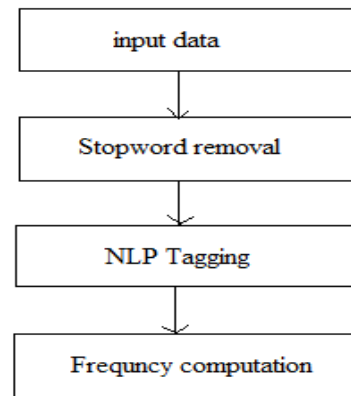 input data
Stopword removal
NLP Tagging
Frequncy computation